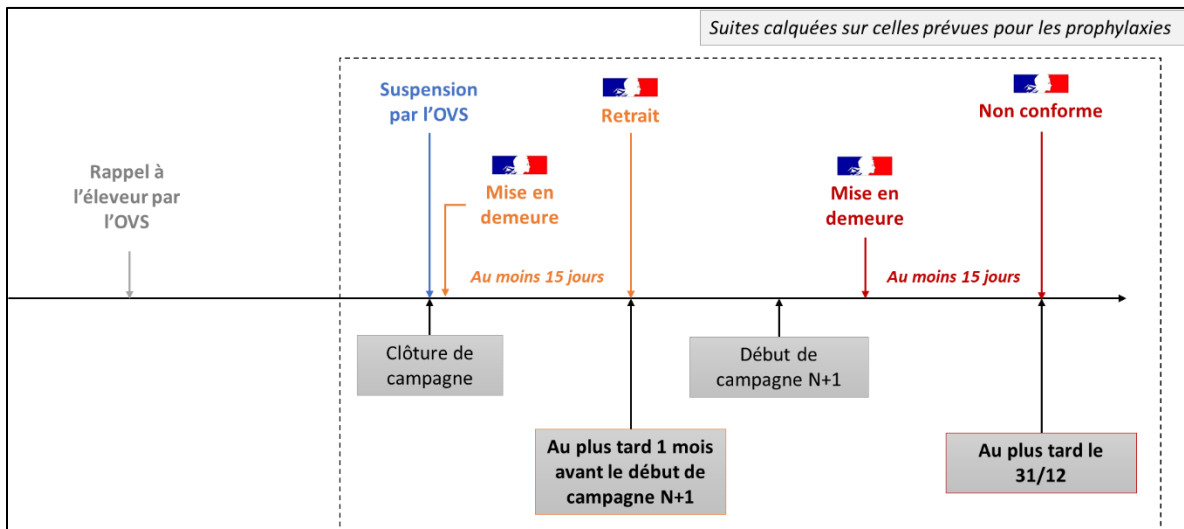 Suites calquées sur celles prévues pour les prophylaxies
Rappel à
l'éleveur par
l'OVS
Suspension
par l'OVS
Mise en
demeure
Retrait
Au moins 15 jours
Mise en
demeure
Au moins 15 jours
Non conforme
Clôture de
campagne
Au plus tard 1 mois
avant le début de
campagne N+1
Début de
campagne N+1
Au plus tard le
31/12